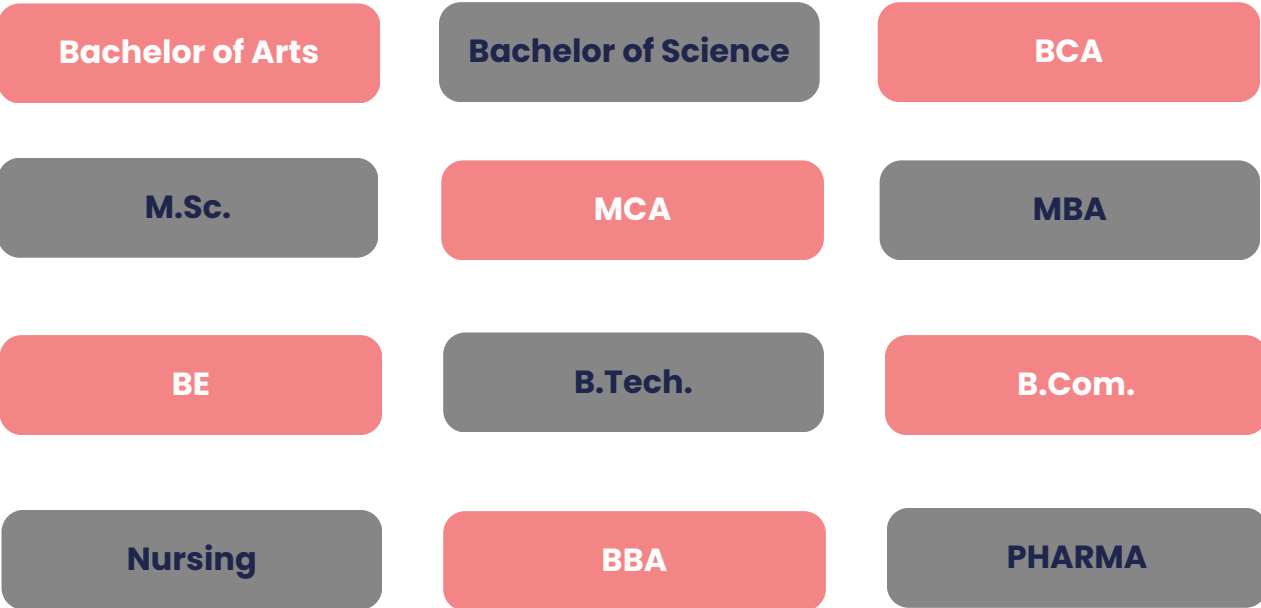 Bachelor of Arts
Bachelor of Science
BCA
M.Sc.
MCA
MBA
BE
B.Tech.
B.Com.
Nursing
BBA
PHARMA